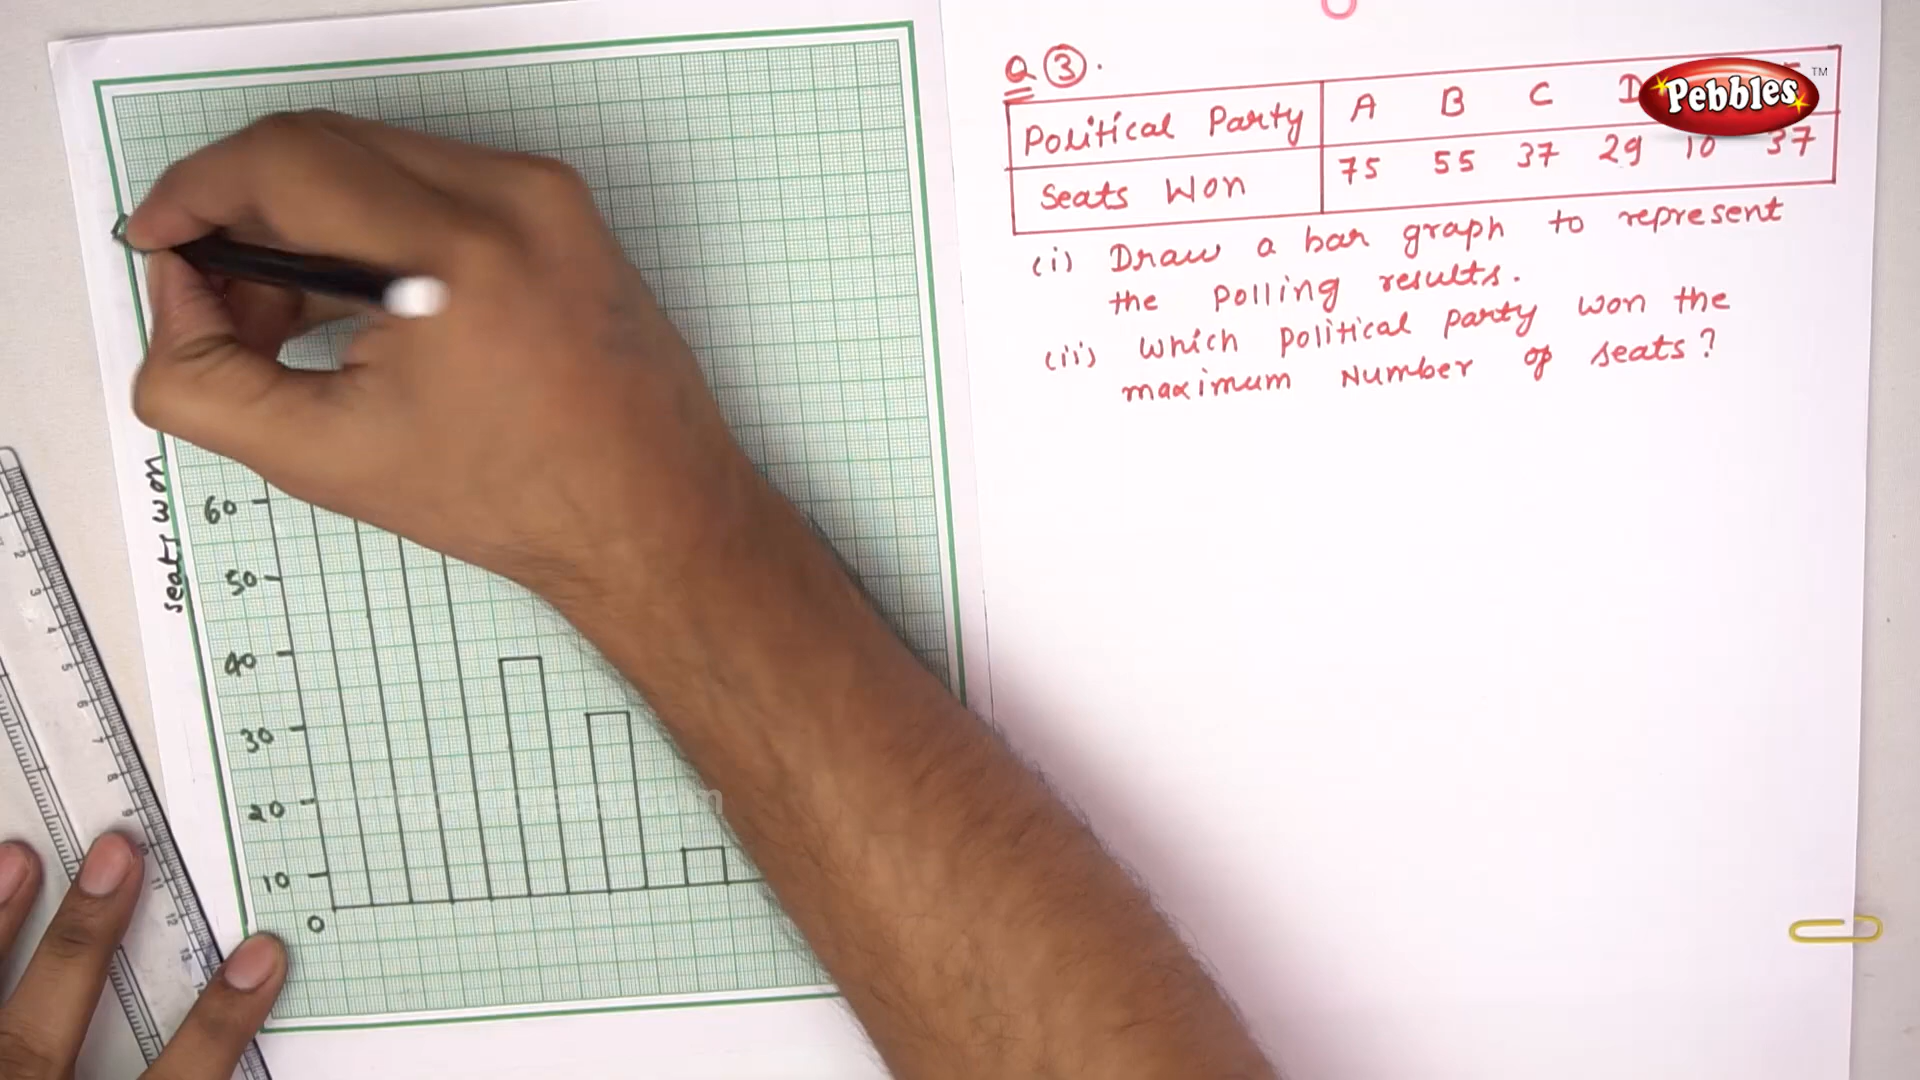 Q 3.
Political Party A B C D
Seats Won 75 55 37 29 10 37
(i) Draw a bar graph to represent
the polling results.
(ii) Which political party won the
maximum Number of seats?
Pebbles™
seats won
60
50
40
30
20
10
0